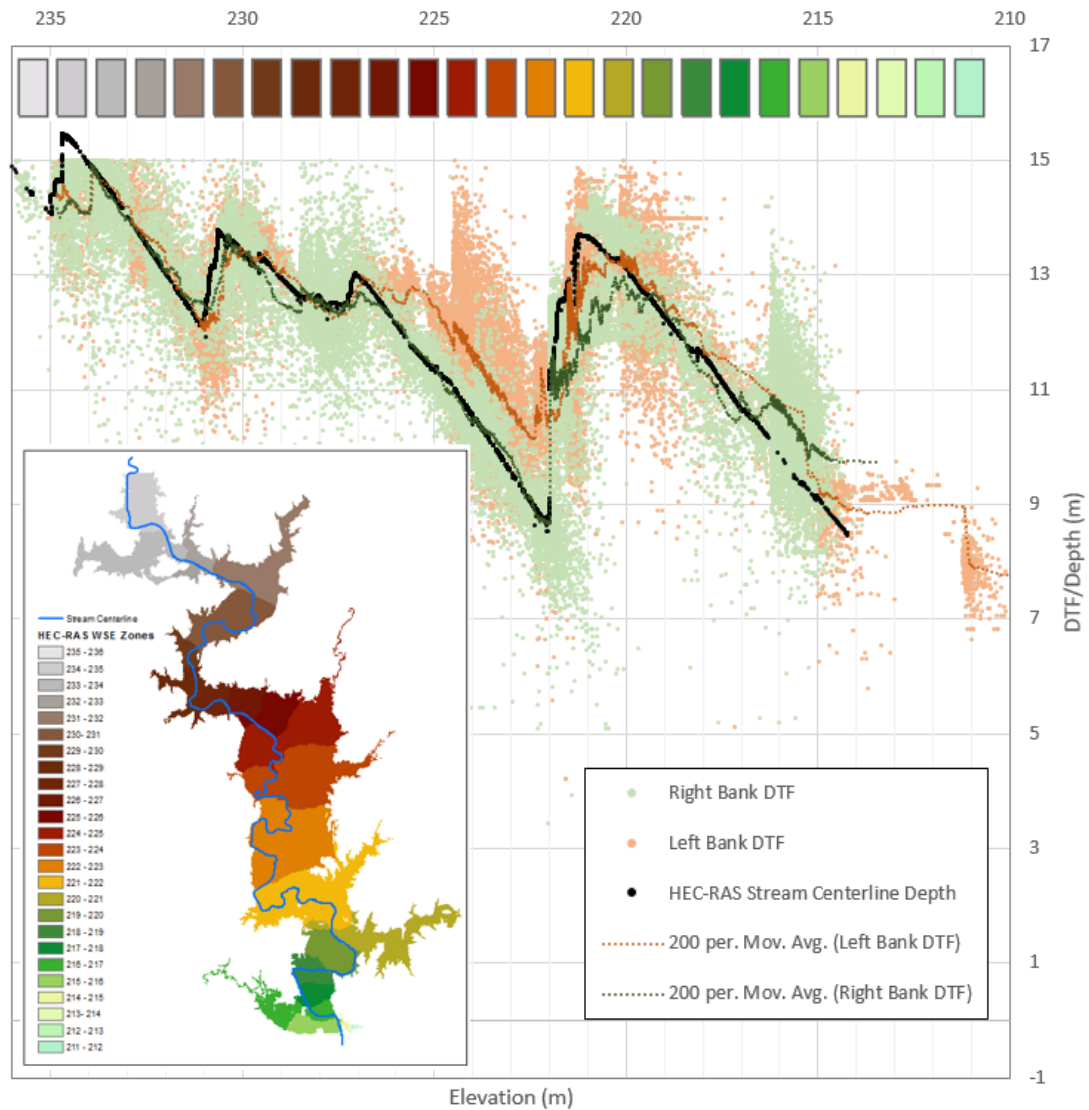 235 230 225 220 215 210
17
15
13
11
9
7
5
3
1
-1
DTF/Depth (m)
Elevation (m)
Stream Centerline
HEC-RAS WSE Zones
235 - 236
234 - 235
233 - 234
232 - 233
231 - 232
230- 231
229 - 230
228 - 229
227 - 228
226 - 227
225 - 226
224 - 225
223 - 224
222 - 223
221 - 222
220 - 221
219 - 220
218 - 219
217 - 218
216 - 217
215 - 216
214 - 215
213- 214
212 - 213
211 - 212
Right Bank DTF
Left Bank DTF
HEC-RAS Stream Centerline Depth
200 per. Mov. Avg. (Left Bank DTF)
200 per. Mov. Avg. (Right Bank DTF)